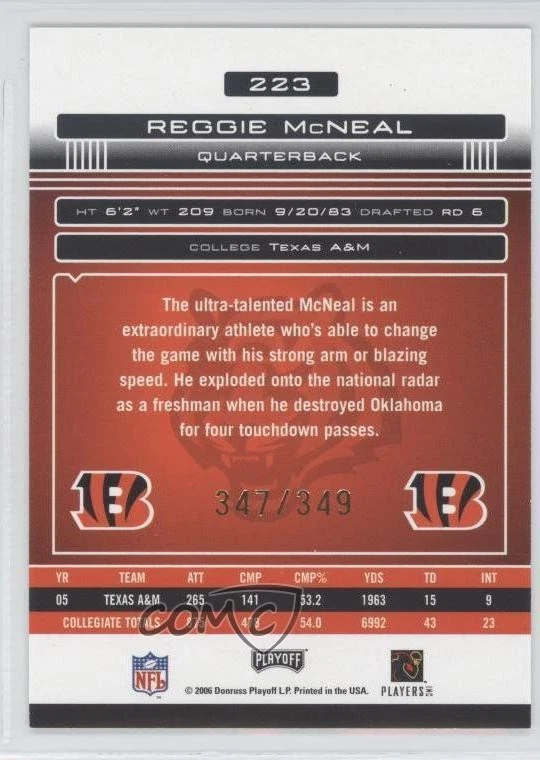 223
REGGIE McNEAL
QUARTERBACK
HT 6'2" WT 209 BORN 9/20/83 DRAFTED RD 6
COLLEGE TEXAS A&M
The ultra-talented McNeal is an
extraordinary athlete who's able to change
the game with his strong arm or blazing
speed. He exploded onto the national radar
as a freshman when he destroyed Oklahoma
for four touchdown passes.
B B
347/349
YR TEAM ATT CMP CMP% YDS TD INT
05 TEXAS A&M 265 141 53.2 1963 15 9
COLLEGIATE TOTALS 54.0 6992 43 23
COMC
NFL PLAYOFF
© 2006 Donruss Playoff L.P. Printed in the USA. PLAYERS INC